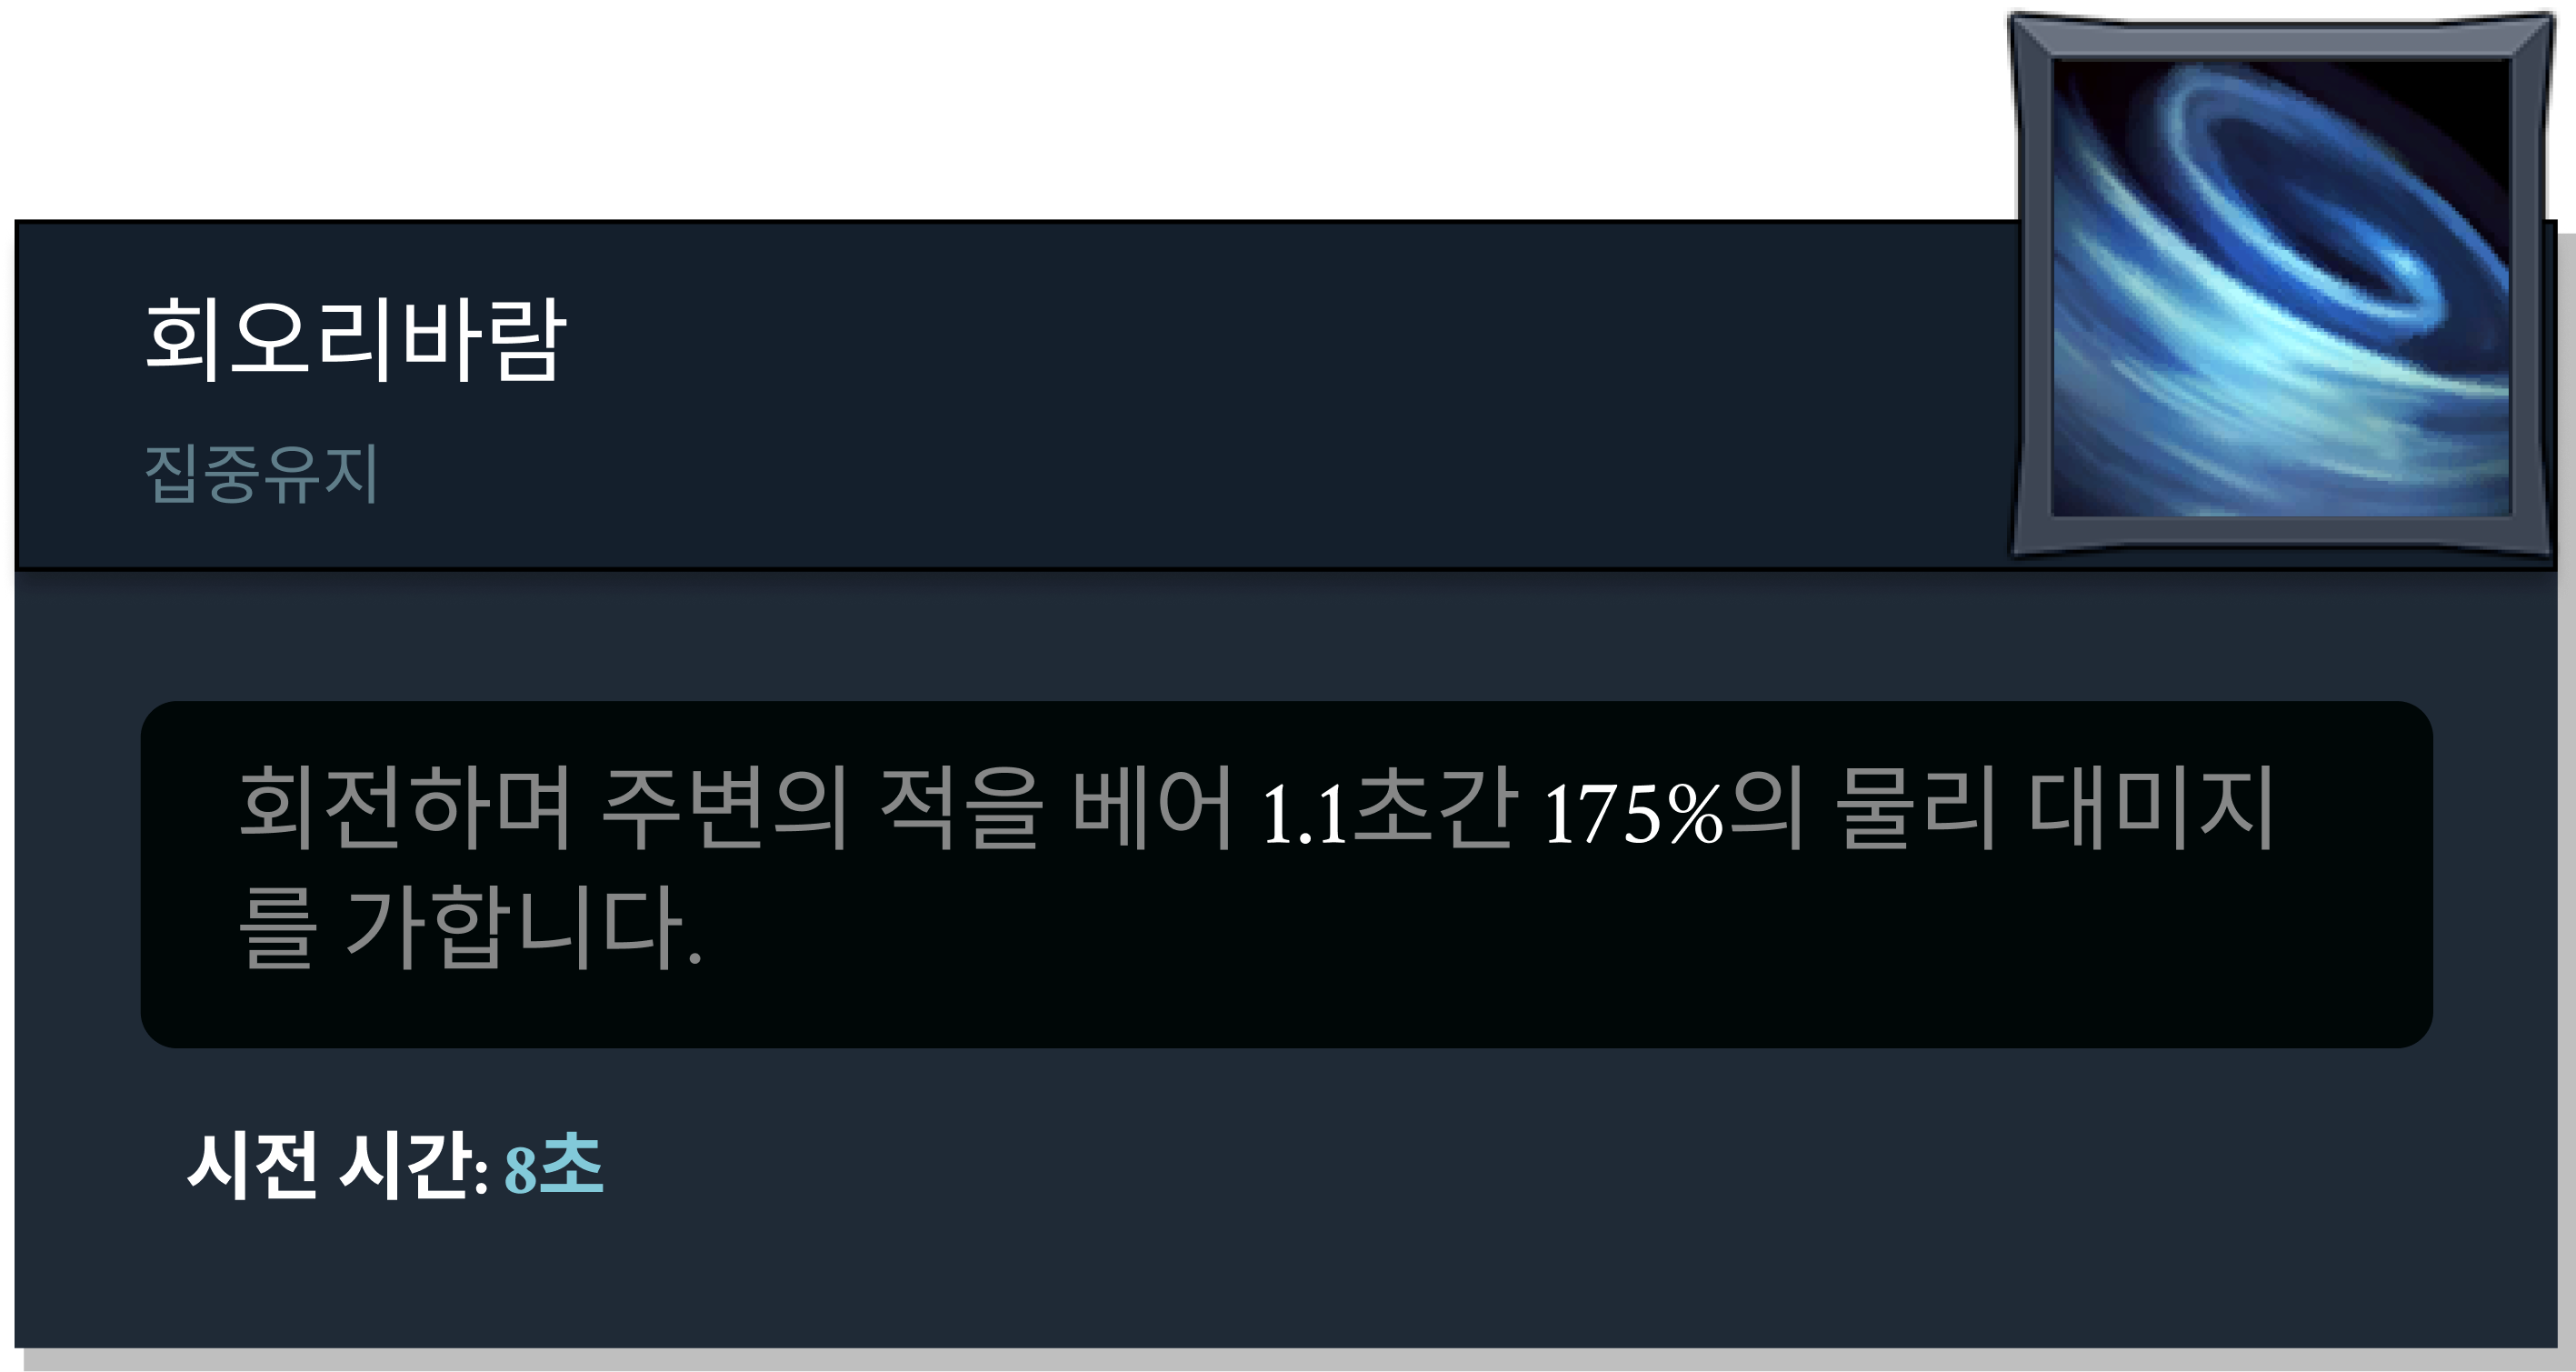 회오리바람
집중유지
회전하며 주변의 적을 베어 1.1초간 175%의 물리 대미지
를 가합니다.
시전 시간: 8초